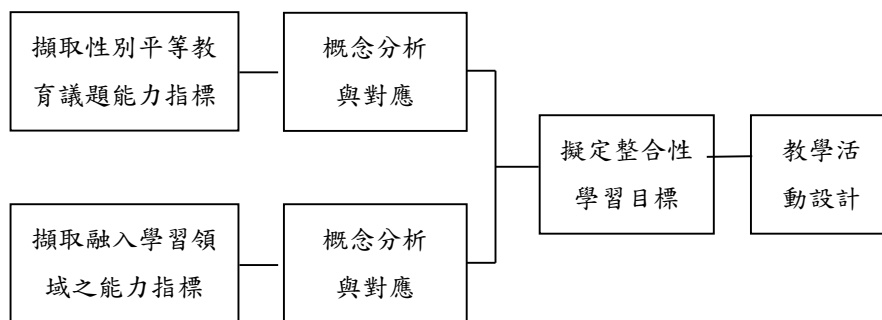 擷取性別平等教
育議題能力指標
概念分析
與對應
擷取融入學習領
域之能力指標
概念分析
與對應
擬定整合性
學習目標
教學活
動設計